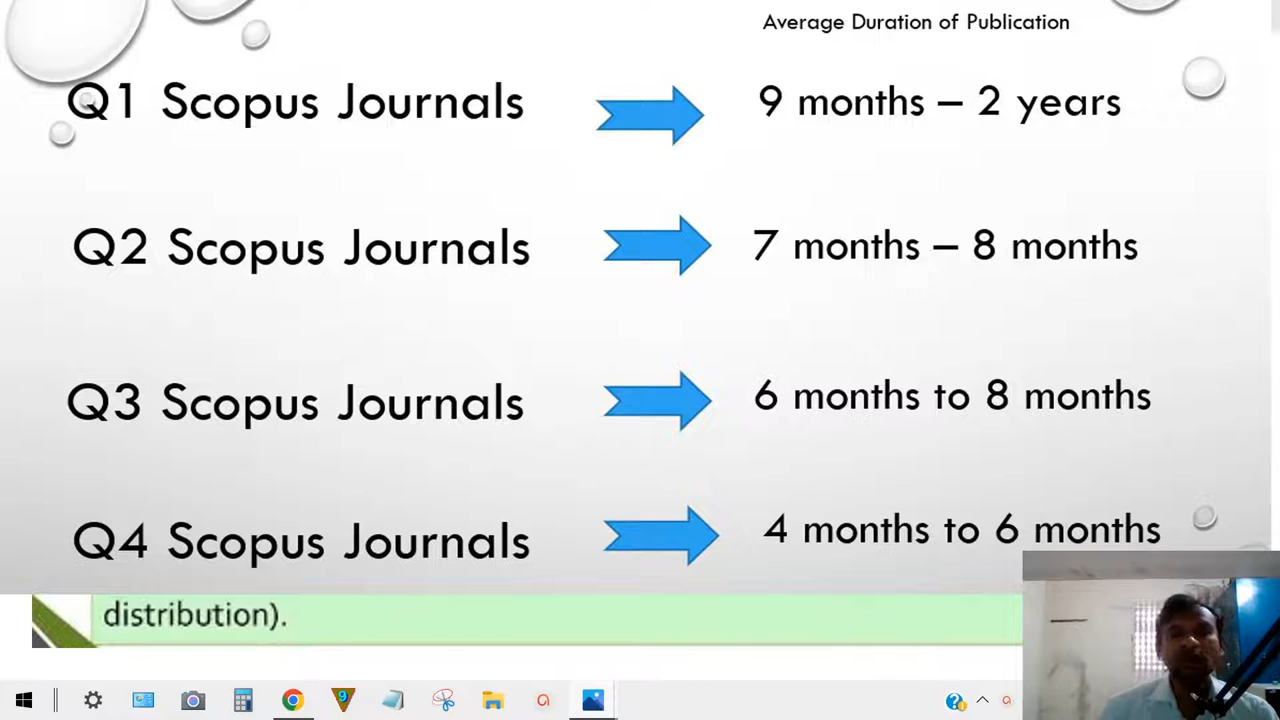 Average Duration of Publication
Q1 Scopus Journals 9 months – 2 years
Q2 Scopus Journals 7 months – 8 months
Q3 Scopus Journals 6 months to 8 months
Q4 Scopus Journals 4 months to 6 months
distribution).
9